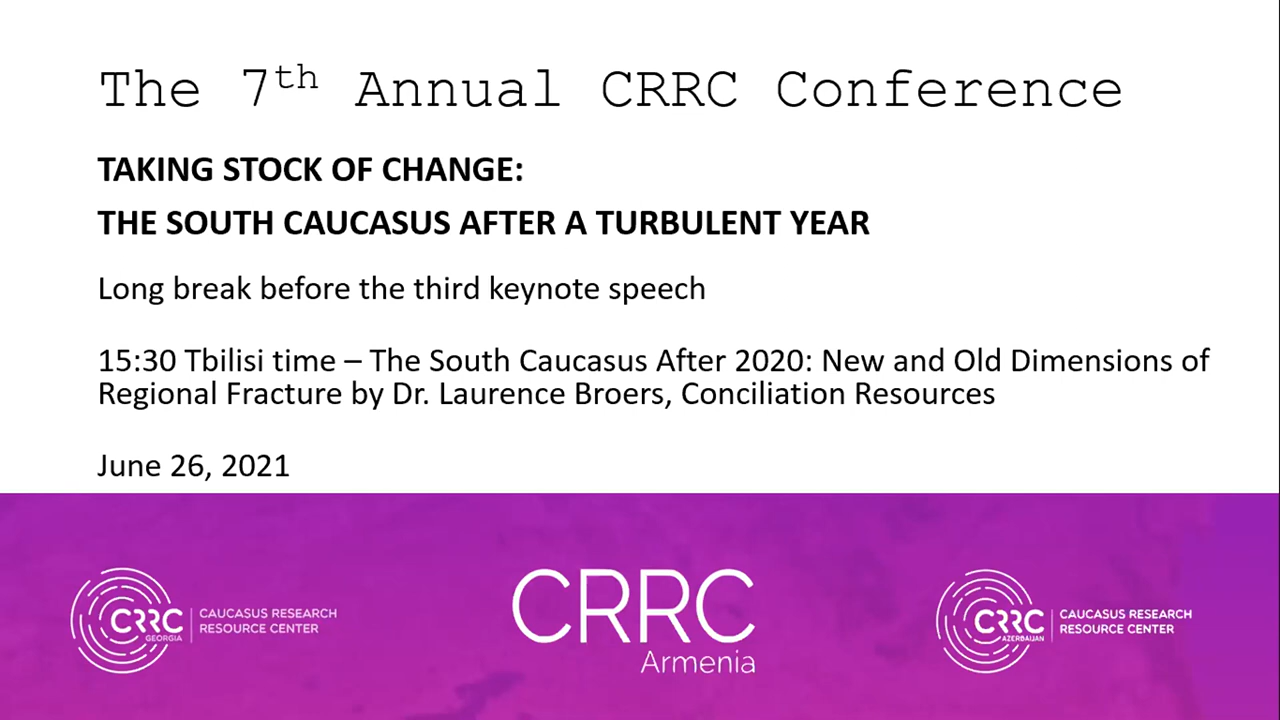 The 7th Annual CRRC Conference
TAKING STOCK OF CHANGE:
THE SOUTH CAUCASUS AFTER A TURBULENT YEAR
Long break before the third keynote speech
15:30 Tbilisi time – The South Caucasus After 2020: New and Old Dimensions of
Regional Fracture by Dr. Laurence Broers, Conciliation Resources
June 26, 2021
CRRC
GEORGIA
CAUCASUS RESEARCH
RESOURCE CENTER
CRRC
Armenia
CRRC
AZERBAIJAN
CAUCASUS RESEARCH
RESOURCE CENTER